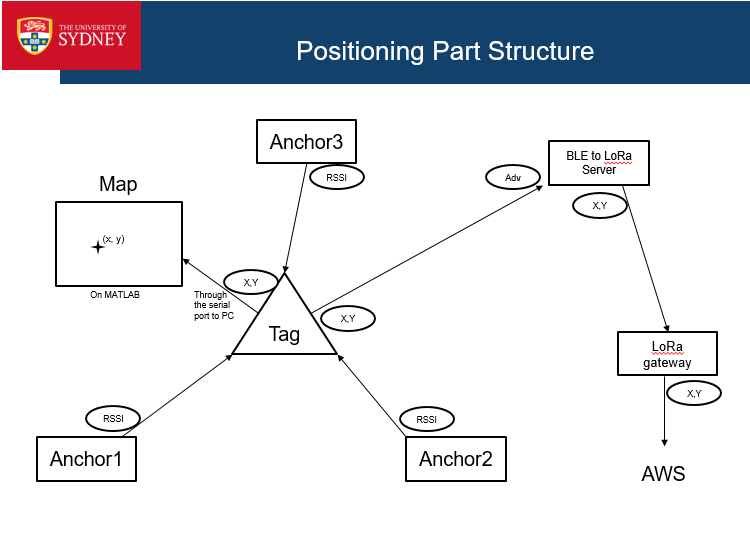 THE UNIVERSITY OF
SYDNEY
Positioning Part Structure
Anchor3
RSSI
BLE to LoRa
Server
Adv
X,Y
Map
(x, y)
On MATLAB
X,Y
Through
the serial
port to PC
X,Y
Tag
LoRa
gateway
X,Y
RSSI
RSSI
Anchor1
Anchor2
AWS